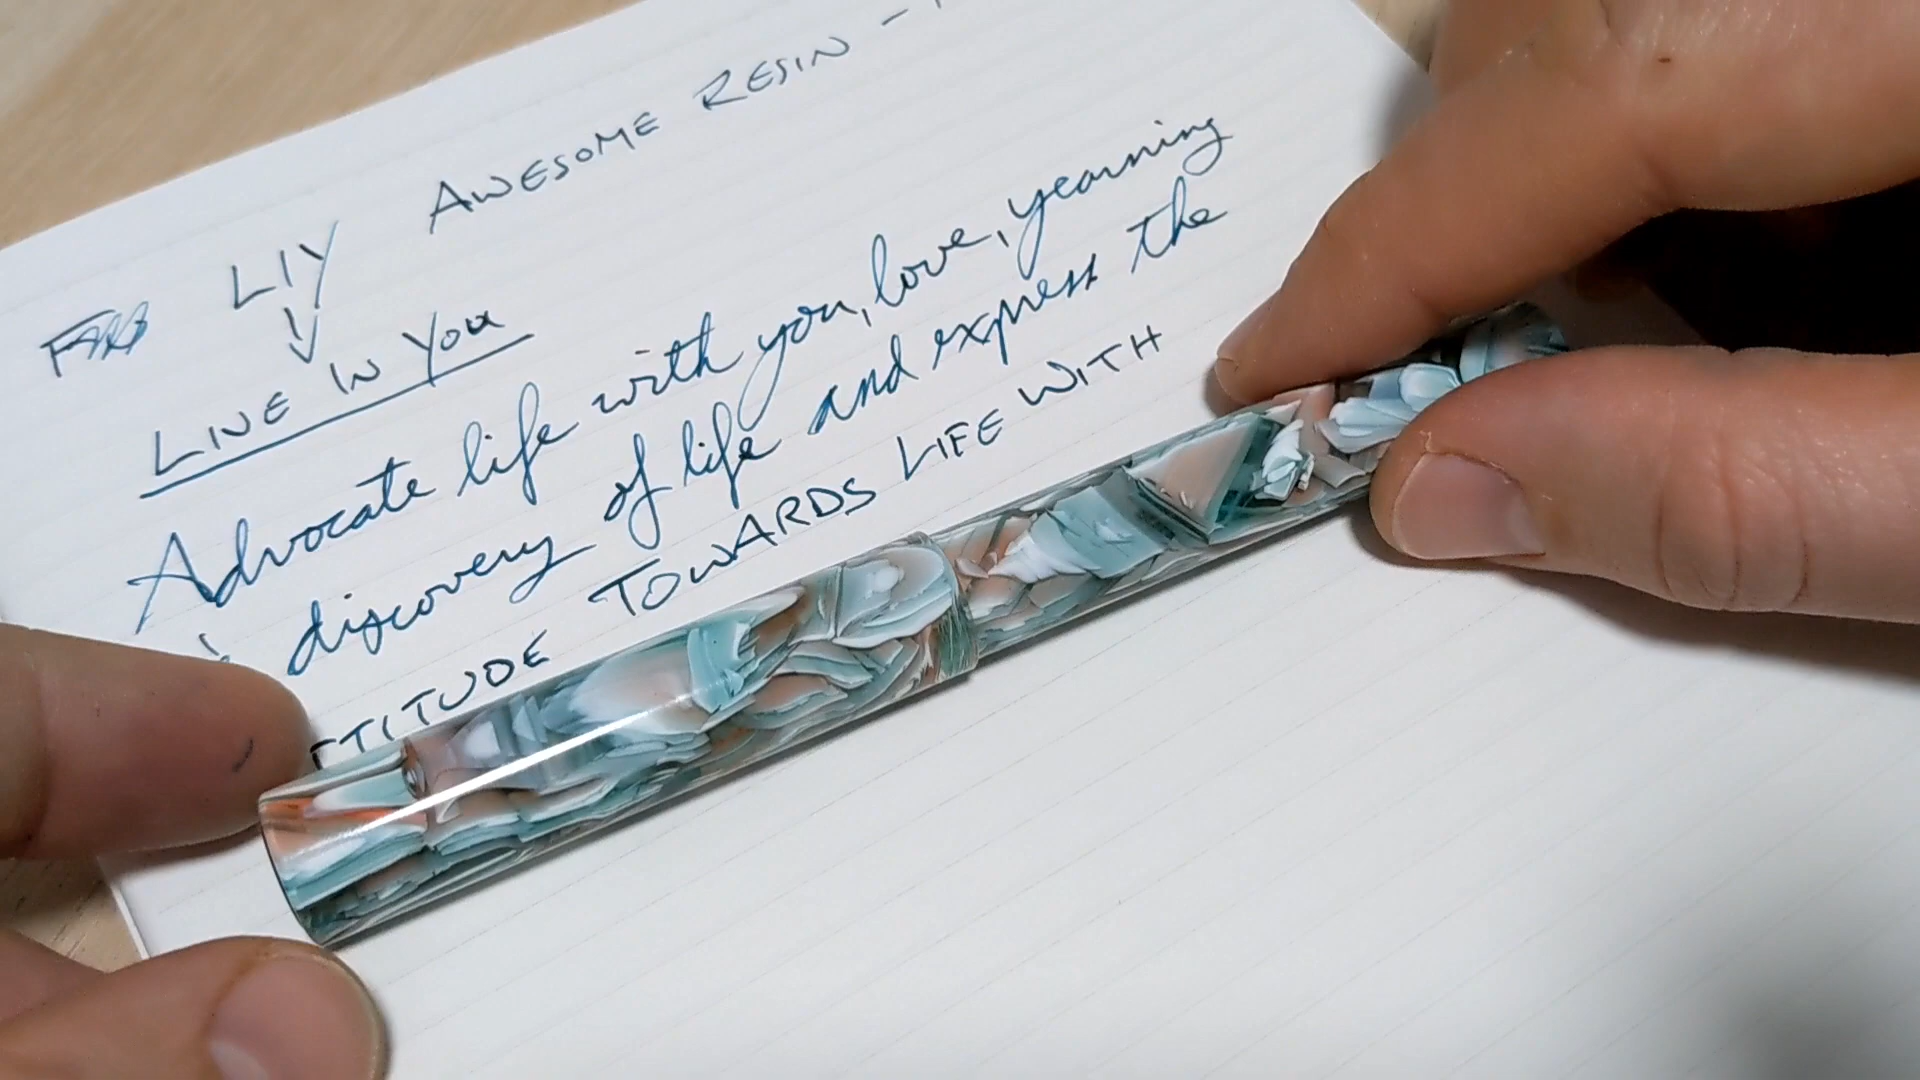 AWESOME RESIN -
F LIY
↓
LIVE IN YOU
Advocate life with you, love, yearning
discovery of life and express the
TTITUDE TOWARDS LIFE WITH